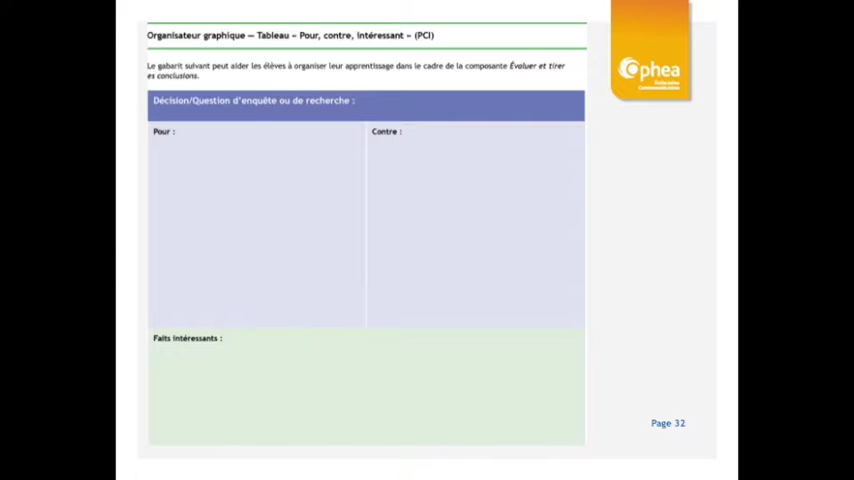 Organisateur graphique — Tableau « Pour, contre, intéressant » (PCI)
Le gabarit suivant peut aider les élèves à organiser leur apprentissage dans le cadre de la composante Évaluer et tirer
es conclusions.
Décision/Question d'enquête ou de recherche :
Pour :
Contre :
Faits intéressants :
Ophea
Page 32